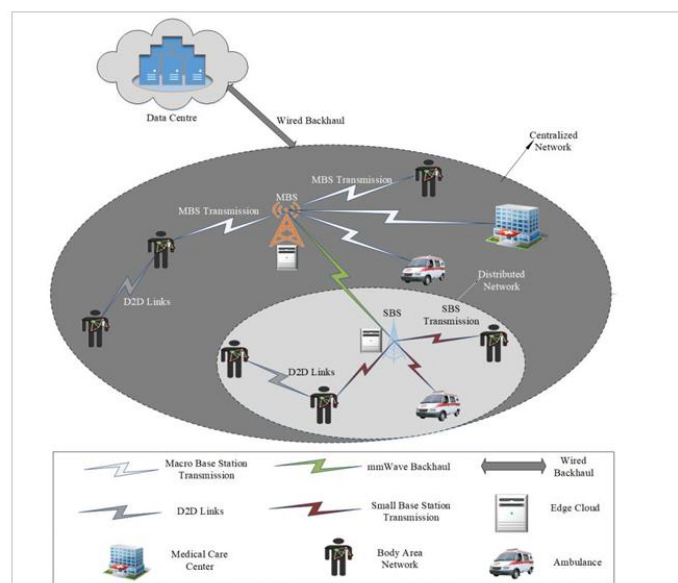 Data Centre
Wired Backhaul
Centralized
Network
MBS Transmission
MBS
MBS Transmission
Distributed
Network
D2D Links
SBS
SBS
Transmission
D2D Links
Macro Base Station
Transmission
mmWave Backhaul
Wired
Backhaul
D2D Links
Small Base Station
Transmission
Edge Cloud
Medical Care
Center
Body Area
Network
Ambulance